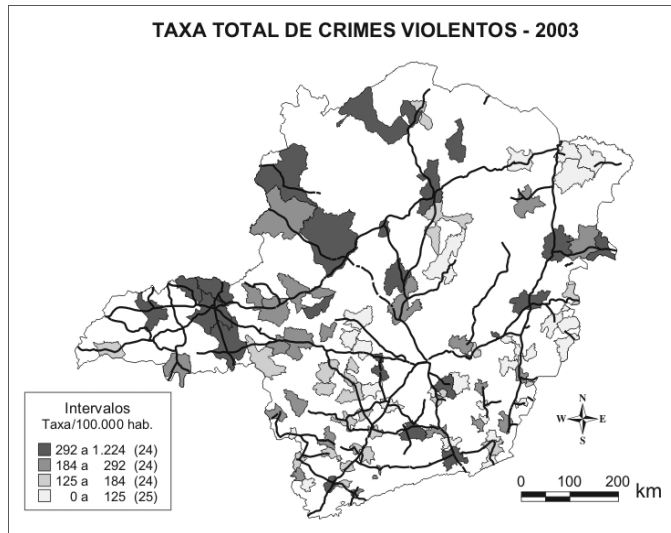 TAXA TOTAL DE CRIMES VIOLENTOS - 2003
Intervalos
Taxa/100.000 hab.
292 a 1.224 (24)
184 a 292 (24)
125 a 184 (24)
0 a 125 (25)
N
W E
S
0 100 200
km